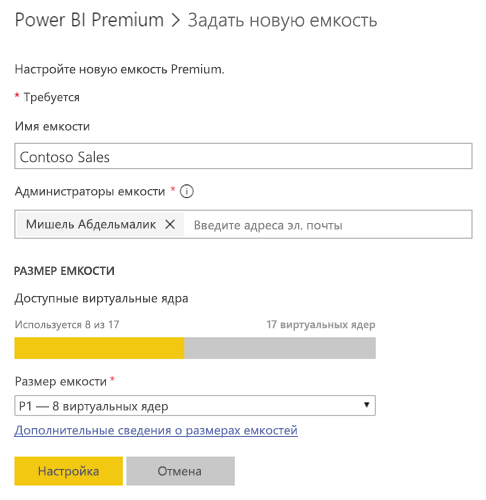 Power BI Premium > Задать новую емкость
Настройте новую емкость Premium.
* Требуется
Имя емкости
Contoso Sales
Администраторы емкости * i
Мишель Абдельмалик × Введите адреса эл. почты
РАЗМЕР ЕМКОСТИ
Доступные виртуальные ядра
Используется 8 из 17 17 виртуальных ядер
Размер емкости *
P1 — 8 виртуальных ядер
Дополнительные сведения о размерах емкостей
Настройка Отмена